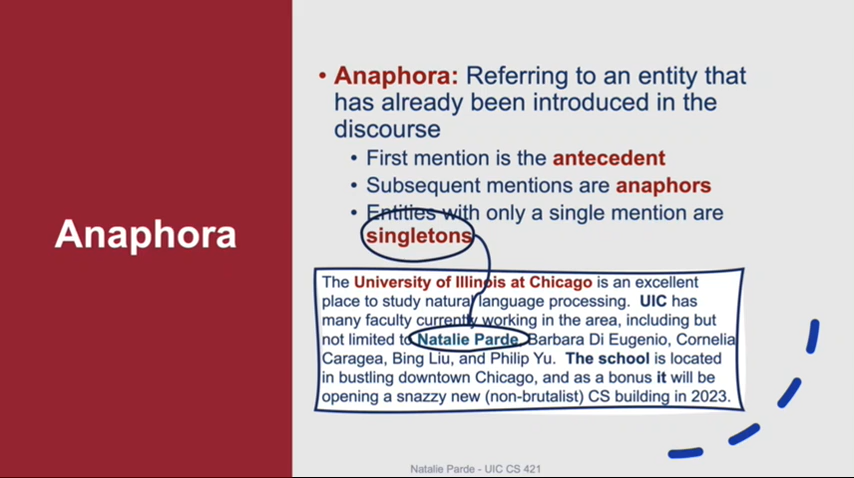 Anaphora
• Anaphora: Referring to an entity that
has already been introduced in the
discourse
• First mention is the antecedent
• Subsequent mentions are anaphors
• Entities with only a single mention are
singletons
The University of Illinois at Chicago is an excellent
place to study natural language processing. UIC has
many faculty currently working in the area, including but
not limited to Natalie Parde, Barbara Di Eugenio, Cornelia
Caragea, Bing Liu, and Philip Yu. The school is located
in bustling downtown Chicago, and as a bonus it will be
opening a snazzy new (non-brutalist) CS building in 2023.
Natalie Parde - UIC CS 421